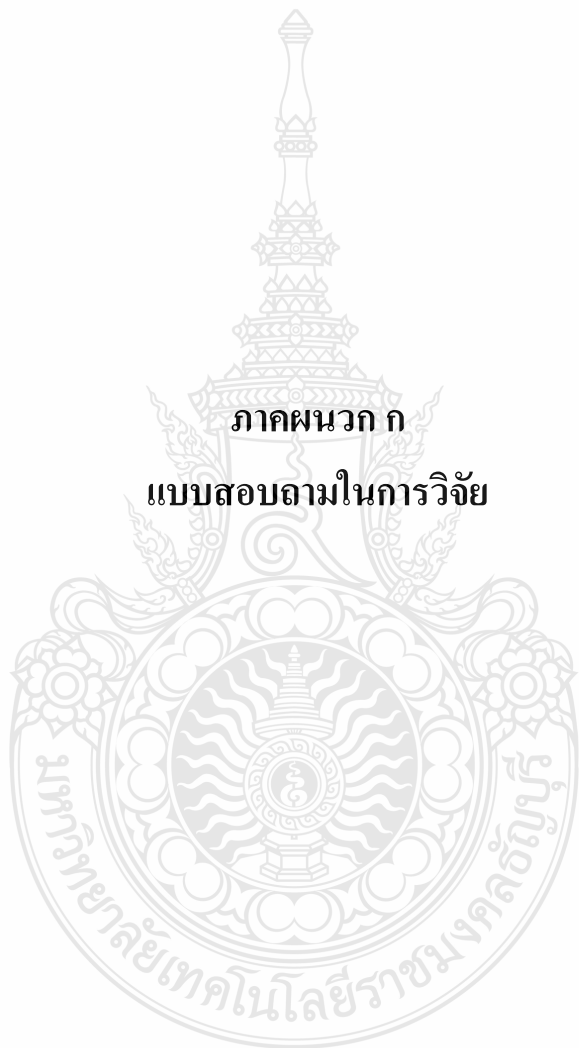 ภาคผนวก ก
แบบสอบถามในการวิจัย
มหาวิทยาลัยเทคโนโลยีราชมงคลธัญบุรี